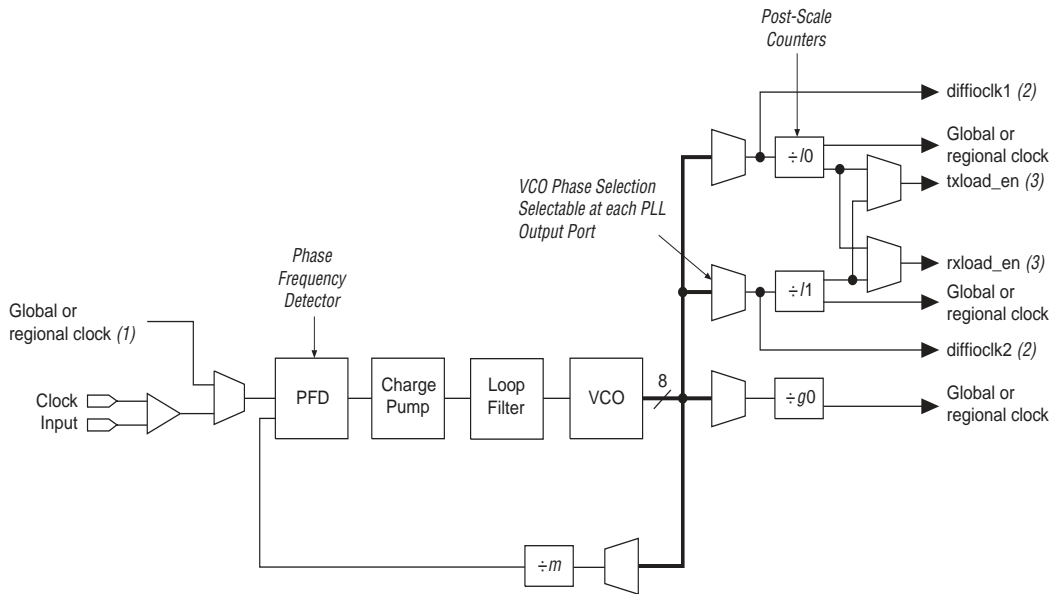 Post-Scale
Counters
diffioclk1 (2)
Global or
regional clock
÷l0
txload_en (3)
VCO Phase Selection
Selectable at each PLL
Output Port
rxload_en (3)
÷l1
Global or
regional clock
diffioclk2 (2)
Phase
Frequency
Detector
Global or
regional clock (1)
Clock
Input
PFD
Charge
Pump
Loop
Filter
VCO
8
÷g0
Global or
regional clock
÷m